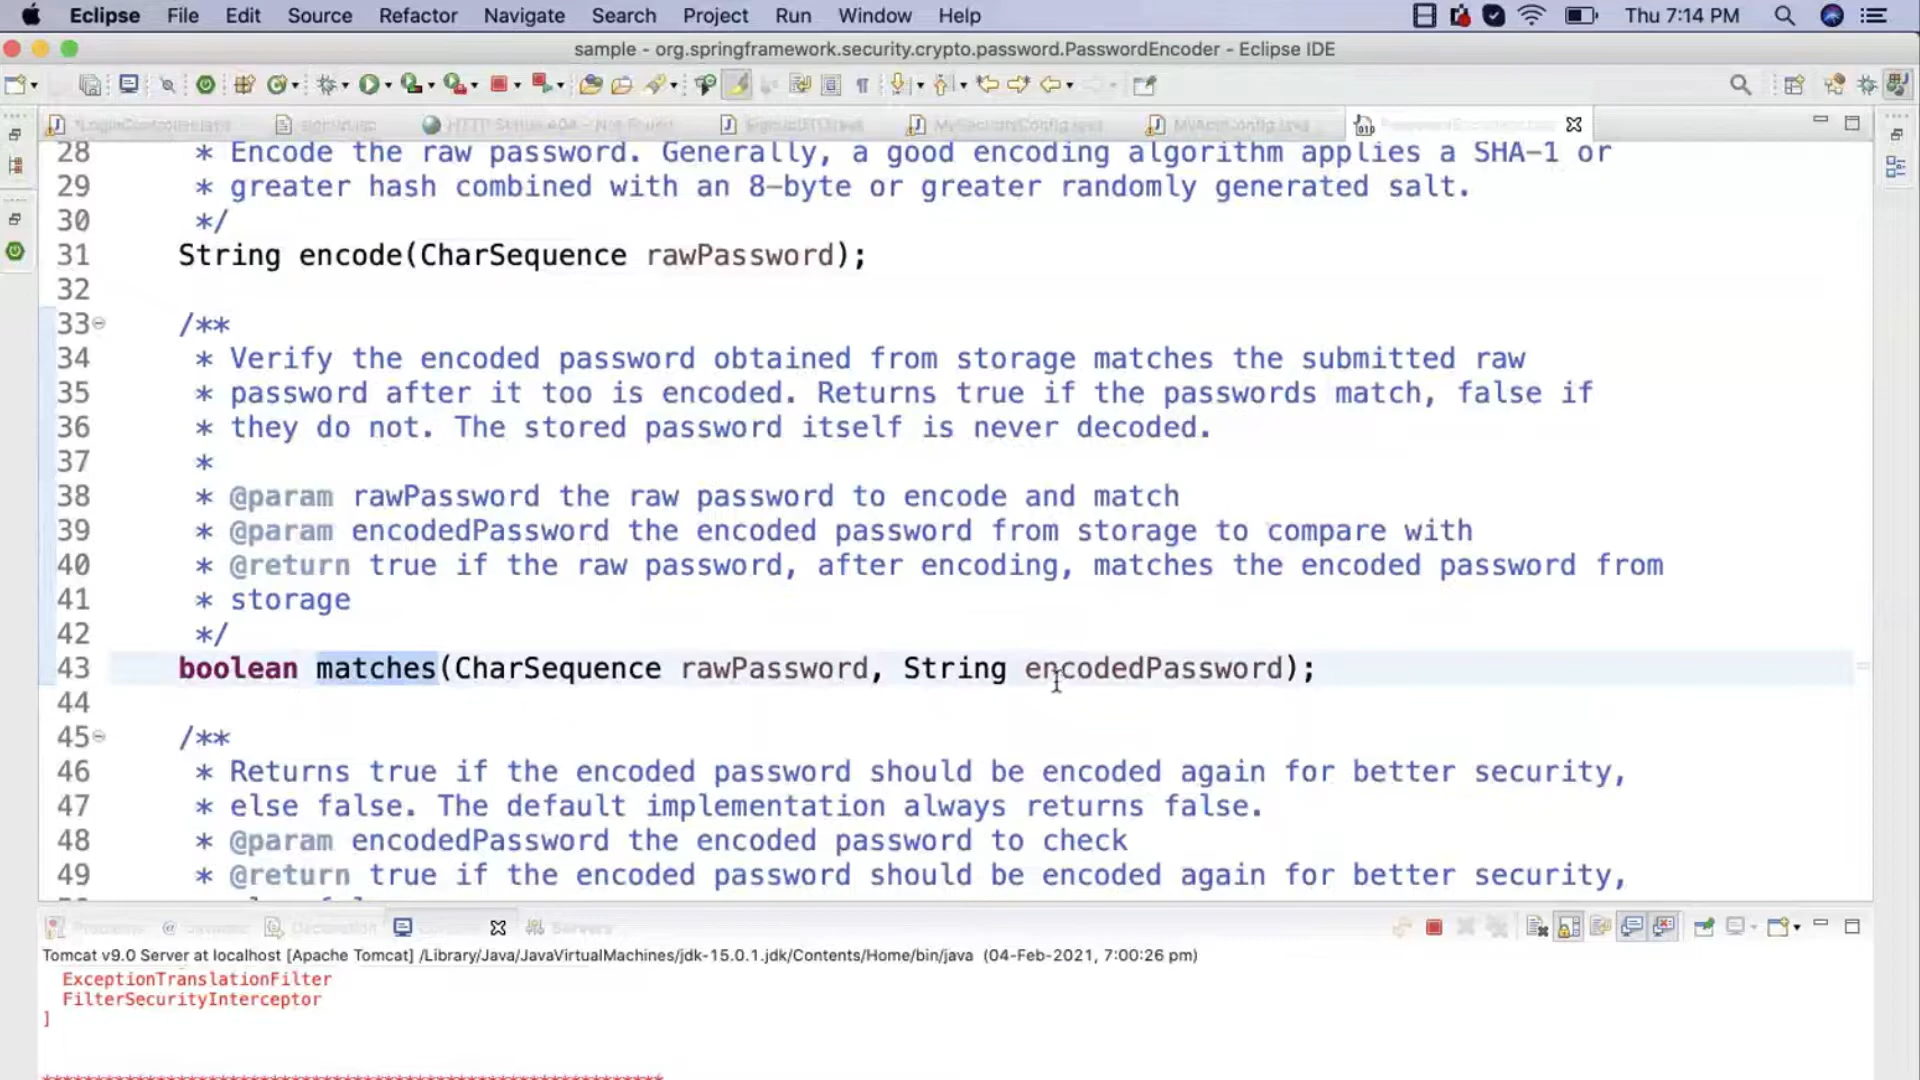 Eclipse File Edit Source Refactor Navigate Search Project Run Window Help Thu 7:14 PM
sample - org.springframework.security.crypto.password.PasswordEncoder - Eclipse IDE
28 * Encode the raw password. Generally, a good encoding algorithm applies a SHA-1 or
29 * greater hash combined with an 8-byte or greater randomly generated salt.
30 */
31 String encode(CharSequence rawPassword);
32
33 /**
34 * Verify the encoded password obtained from storage matches the submitted raw
35 * password after it too is encoded. Returns true if the passwords match, false if
36 * they do not. The stored password itself is never decoded.
37 *
38 * @param rawPassword the raw password to encode and match
39 * @param encodedPassword the encoded password from storage to compare with
40 * @return true if the raw password, after encoding, matches the encoded password from
41 * storage
42 */
43 boolean matches(CharSequence rawPassword, String encodedPassword);
44
45 /**
46 * Returns true if the encoded password should be encoded again for better security,
47 * else false. The default implementation always returns false.
48 * @param encodedPassword the encoded password to check
49 * @return true if the encoded password should be encoded again for better security,
Tomcat v9.0 Server at localhost [Apache Tomcat] /Library/Java/JavaVirtualMachines/jdk-15.0.1.jdk/Contents/Home/bin/java (04-Feb-2021, 7:00:26 pm)
ExceptionTranslationFilter
FilterSecurityInterceptor
]